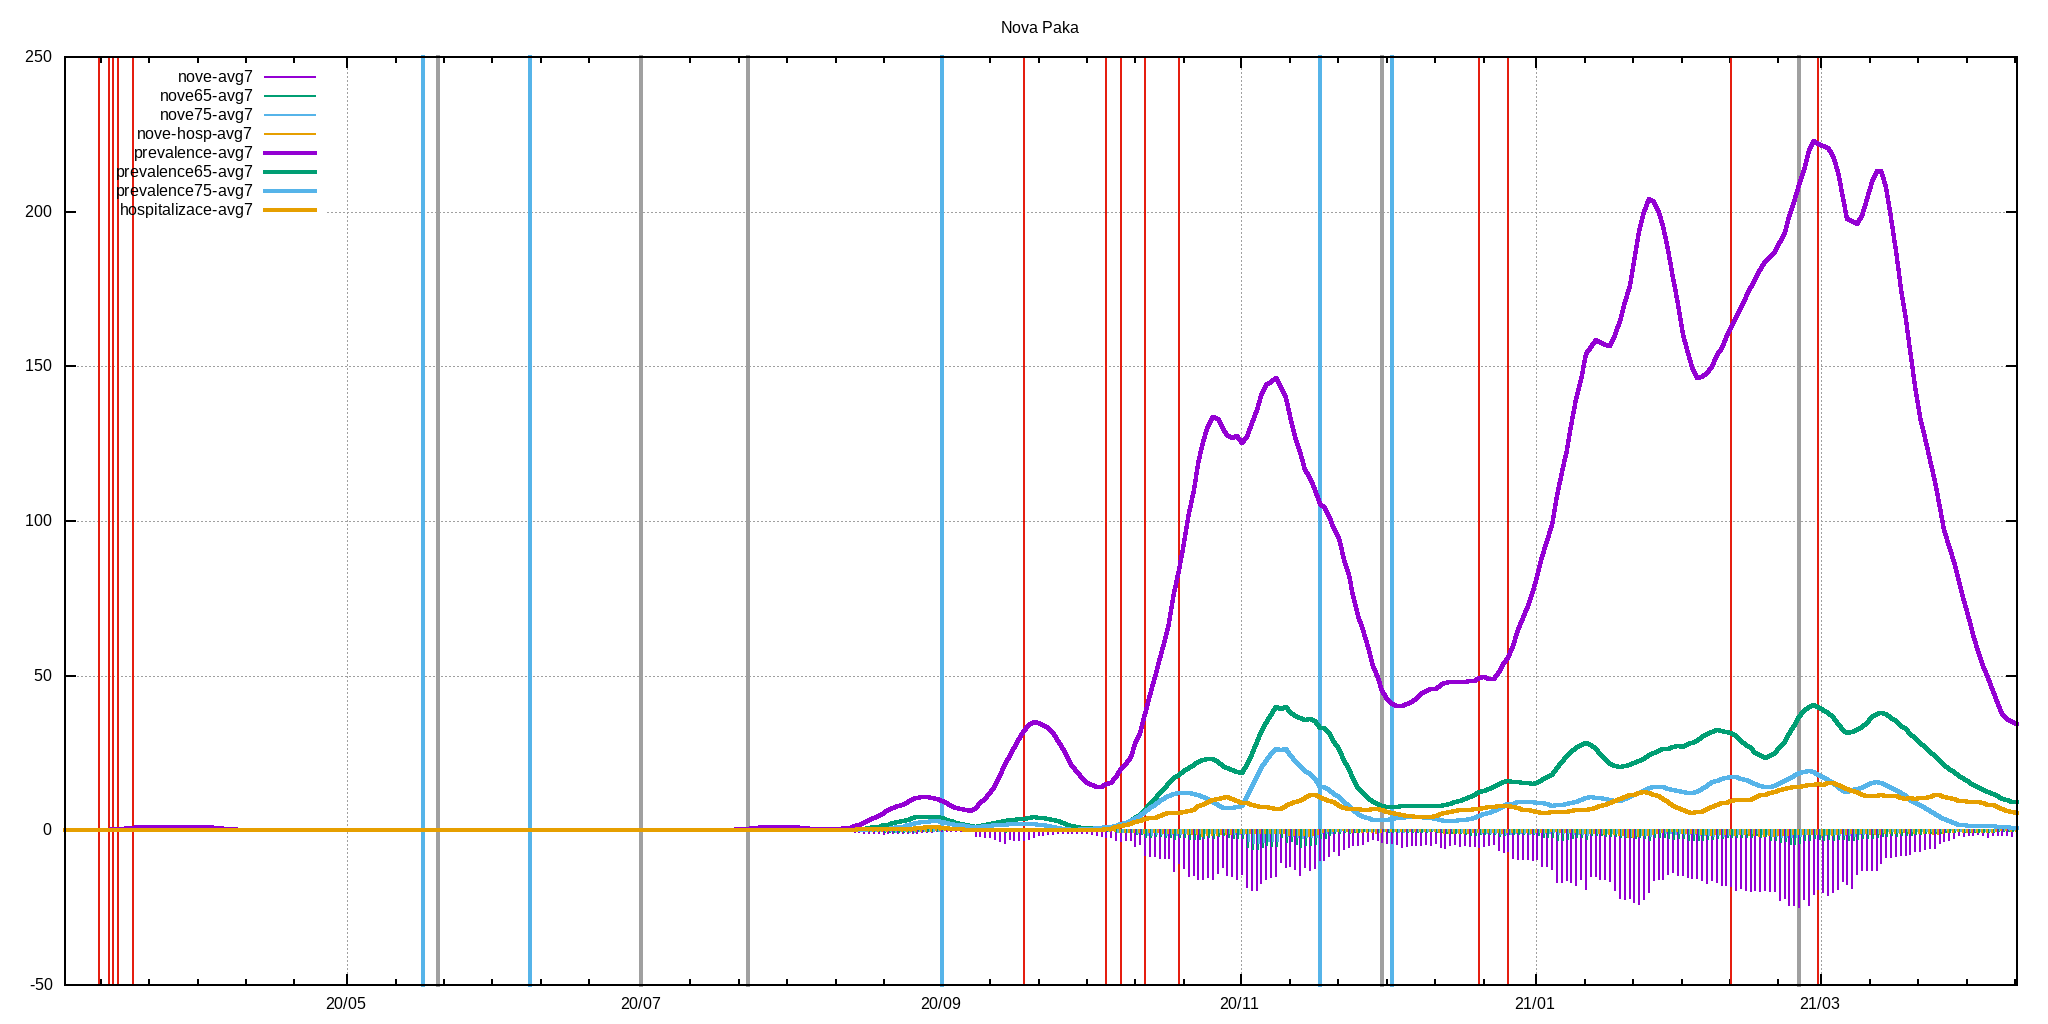 Nova Paka
250
200
150
100
50
0
-50
nove-avg7
nove65-avg7
nove75-avg7
nove-hosp-avg7
prevalence-avg7
prevalence65-avg7
prevalence75-avg7
hospitalizace-avg7
20/05 20/07 20/09 20/11 21/01 21/03